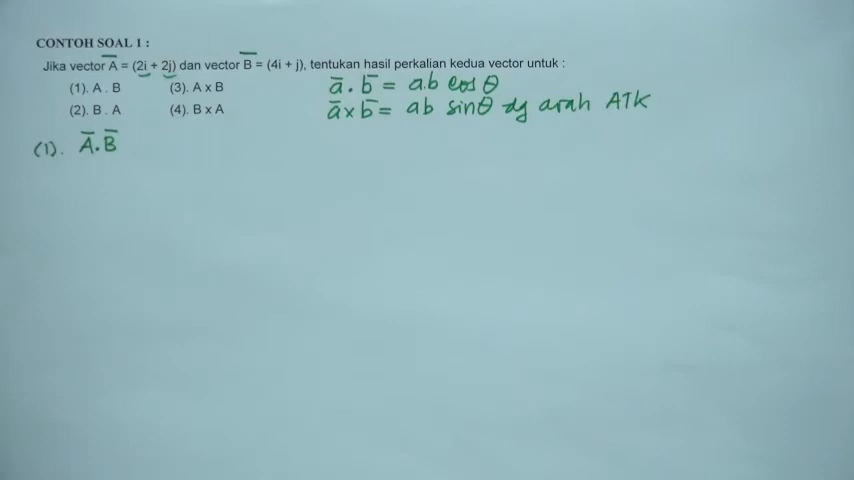 CONTOH SOAL 1 :
Jika vector A̅ = (2i + 2j) dan vector B̅ = (4i + j), tentukan hasil perkalian kedua vector untuk :
(1). A . B (3). A x B
(2). B . A (4). B x A
a̅ . b̅ = a.b cos θ
a̅ x b̅ = ab sinθ dg arah ATK
(1). A̅ . B̅